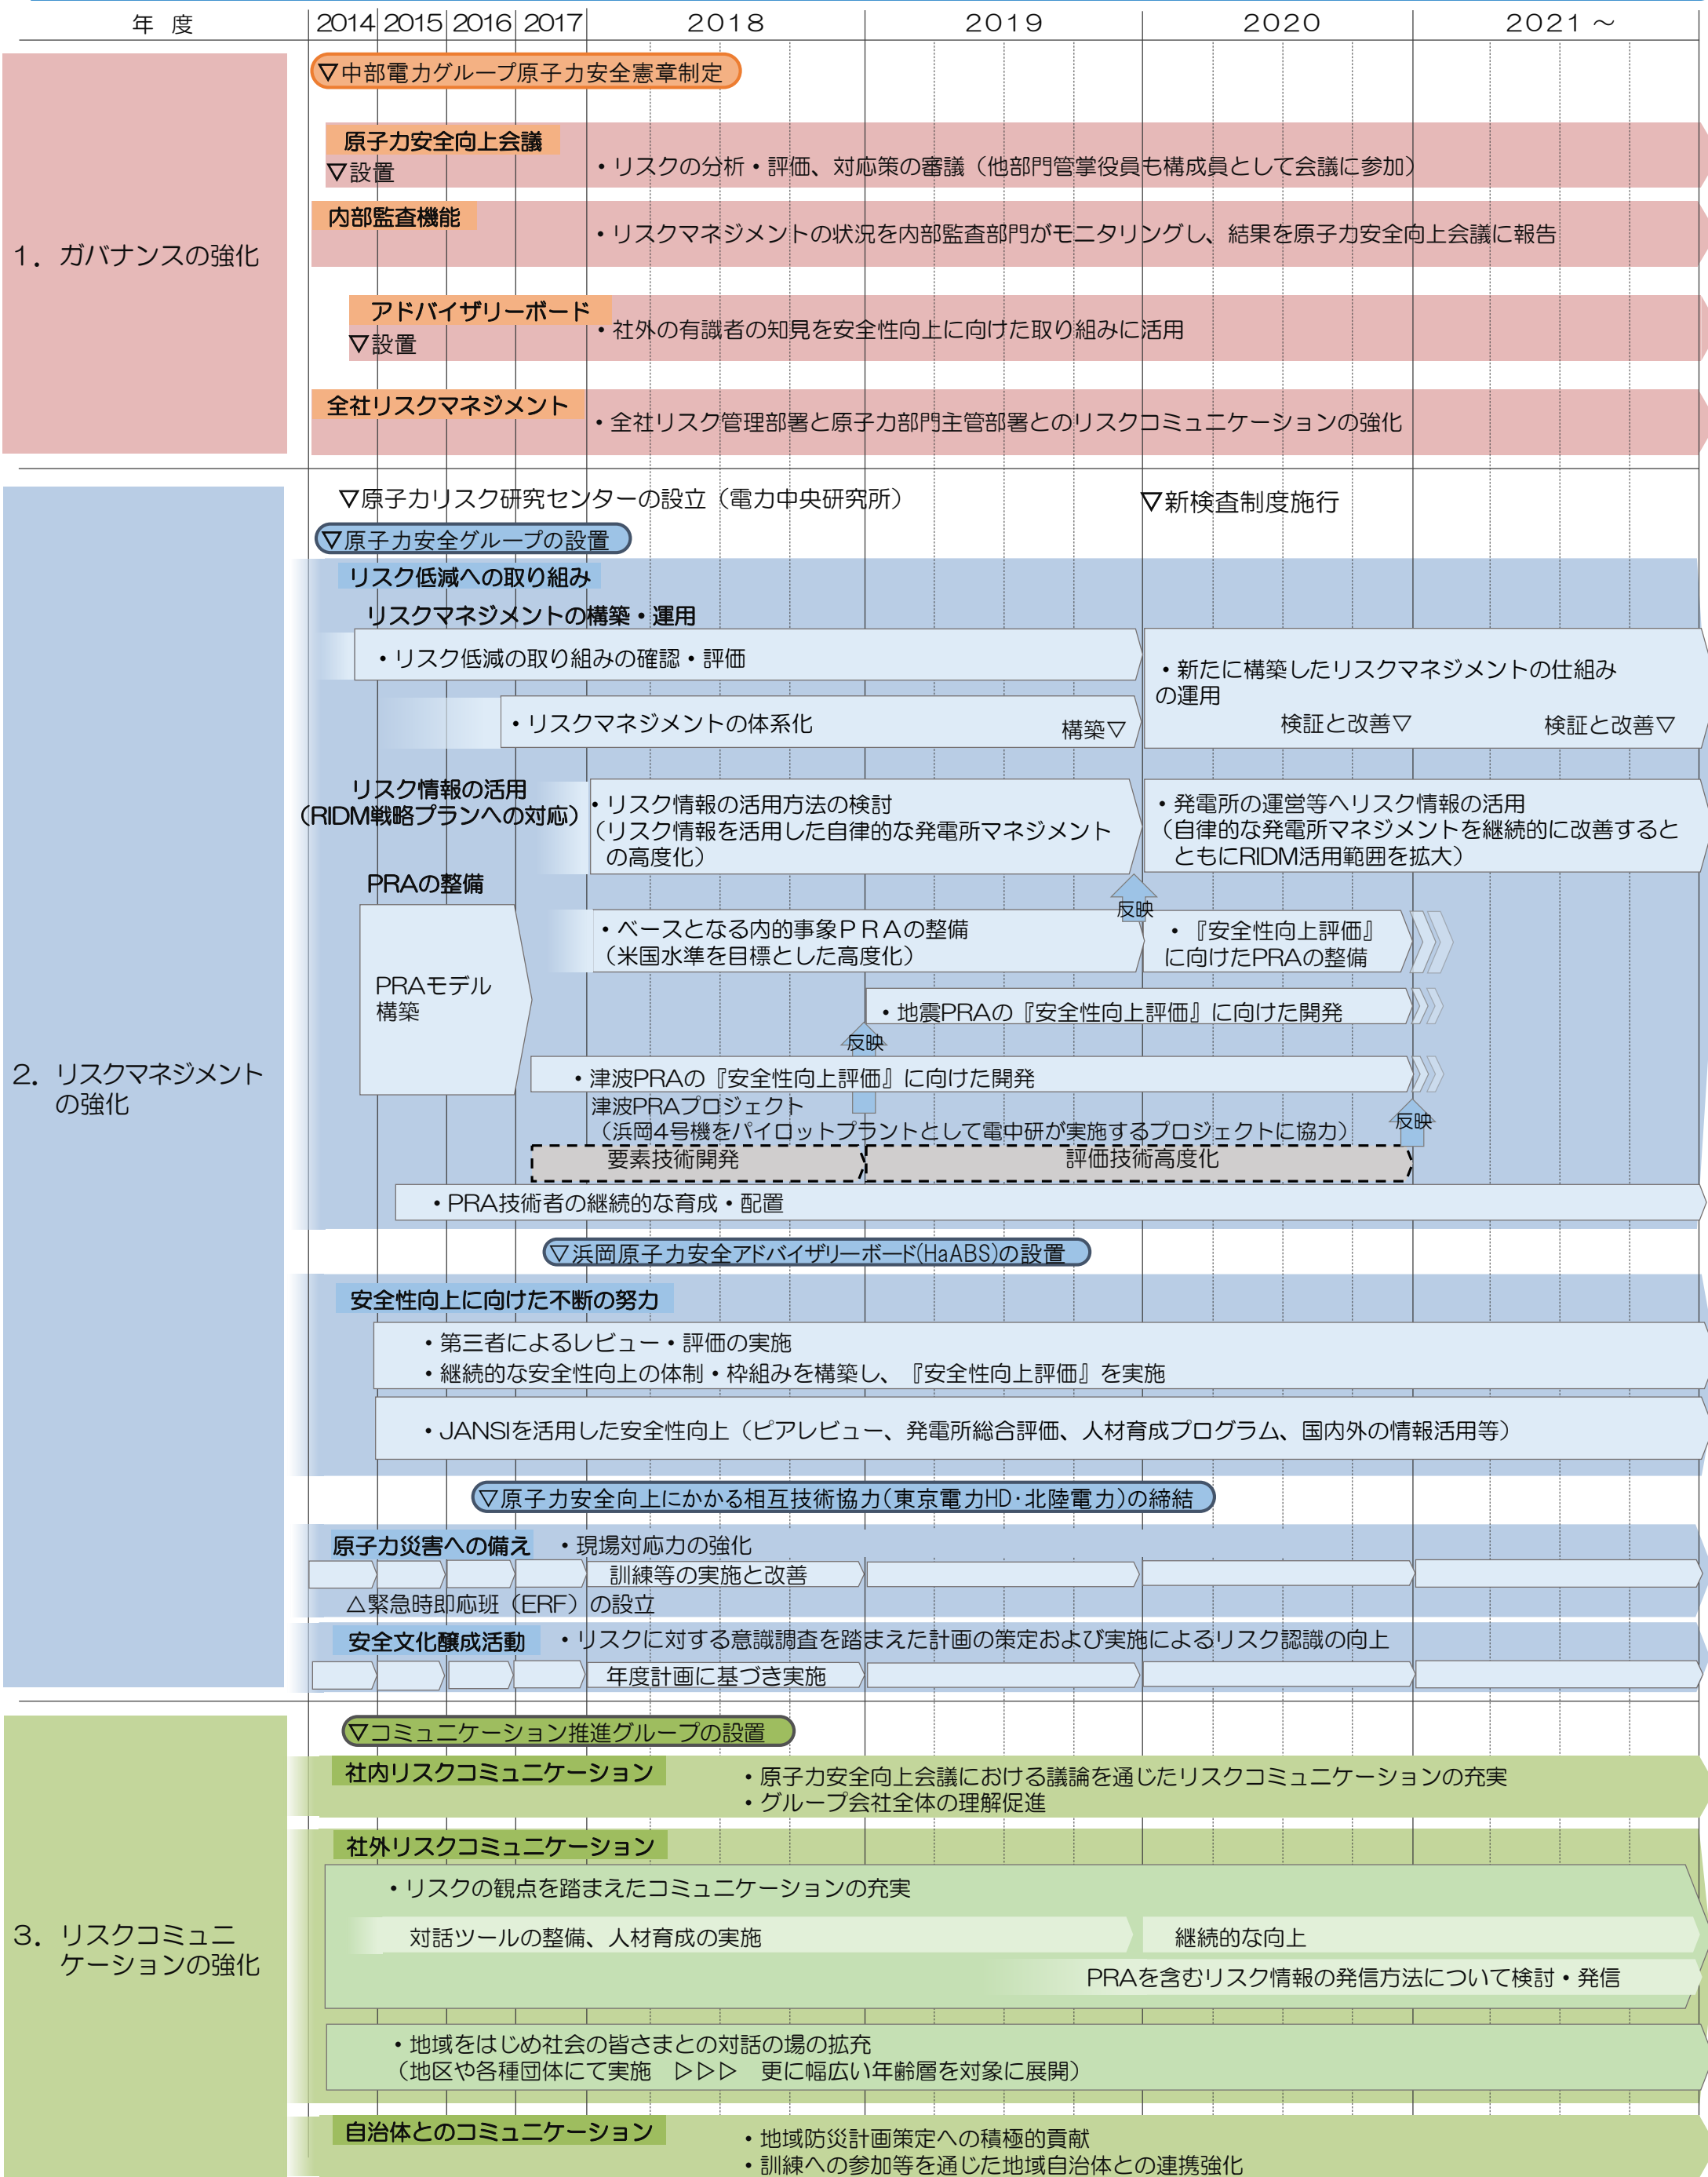 年 度 2014 2015 2016 2017 2018 2019 2020 2021 ～
1．ガバナンスの強化
▽中部電力グループ原子力安全憲章制定
原子力安全向上会議
▽設置
・リスクの分析・評価、対応策の審議（他部門管掌役員も構成員として会議に参加）
内部監査機能
・リスクマネジメントの状況を内部監査部門がモニタリングし、結果を原子力安全向上会議に報告
アドバイザリーボード
▽設置
・社外の有識者の知見を安全性向上に向けた取り組みに活用
全社リスクマネジメント
・全社リスク管理部署と原子力部門主管部署とのリスクコミュニケーションの強化
2．リスクマネジメント
の強化
▽原子力リスク研究センターの設立（電力中央研究所）
▽新検査制度施行
▽原子力安全グループの設置
リスク低減への取り組み
リスクマネジメントの構築・運用
・リスク低減の取り組みの確認・評価
・リスクマネジメントの体系化
構築▽
・新たに構築したリスクマネジメントの仕組み
の運用
検証と改善▽
検証と改善▽
リスク情報の活用
（RIDM戦略プランへの対応）
・リスク情報の活用方法の検討
（リスク情報を活用した自律的な発電所マネジメント
の高度化）
・発電所の運営等へリスク情報の活用
（自律的な発電所マネジメントを継続的に改善すると
ともにRIDM活用範囲を拡大）
PRAの整備
反映
PRAモデル
構築
・ベースとなる内的事象ＰＲＡの整備
（米国水準を目標とした高度化）
・『安全性向上評価』
に向けたPRAの整備
・地震PRAの『安全性向上評価』に向けた開発
反映
・津波PRAの『安全性向上評価』に向けた開発
津波PRAプロジェクト
（浜岡4号機をパイロットプラントとして電中研が実施するプロジェクトに協力）
反映
要素技術開発
評価技術高度化
・PRA技術者の継続的な育成・配置
▽浜岡原子力安全アドバイザリーボード(HaABS)の設置
安全性向上に向けた不断の努力
・第三者によるレビュー・評価の実施
・継続的な安全性向上の体制・枠組みを構築し、『安全性向上評価』を実施
・JANSIを活用した安全性向上（ピアレビュー、発電所総合評価、人材育成プログラム、国内外の情報活用等）
▽原子力安全向上にかかる相互技術協力(東京電力HD･北陸電力)の締結
原子力災害への備え
・現場対応力の強化
訓練等の実施と改善
△緊急時即応班（ERF）の設立
安全文化醸成活動
・リスクに対する意識調査を踏まえた計画の策定および実施によるリスク認識の向上
年度計画に基づき実施
3．リスクコミュニ
ケーションの強化
▽コミュニケーション推進グループの設置
社内リスクコミュニケーション
・原子力安全向上会議における議論を通じたリスクコミュニケーションの充実
・グループ会社全体の理解促進
社外リスクコミュニケーション
・リスクの観点を踏まえたコミュニケーションの充実
対話ツールの整備、人材育成の実施
継続的な向上
PRAを含むリスク情報の発信方法について検討・発信
・地域をはじめ社会の皆さまとの対話の場の拡充
（地区や各種団体にて実施 ▷▷▷ 更に幅広い年齢層を対象に展開）
自治体とのコミュニケーション
・地域防災計画策定への積極的貢献
・訓練への参加等を通じた地域自治体との連携強化